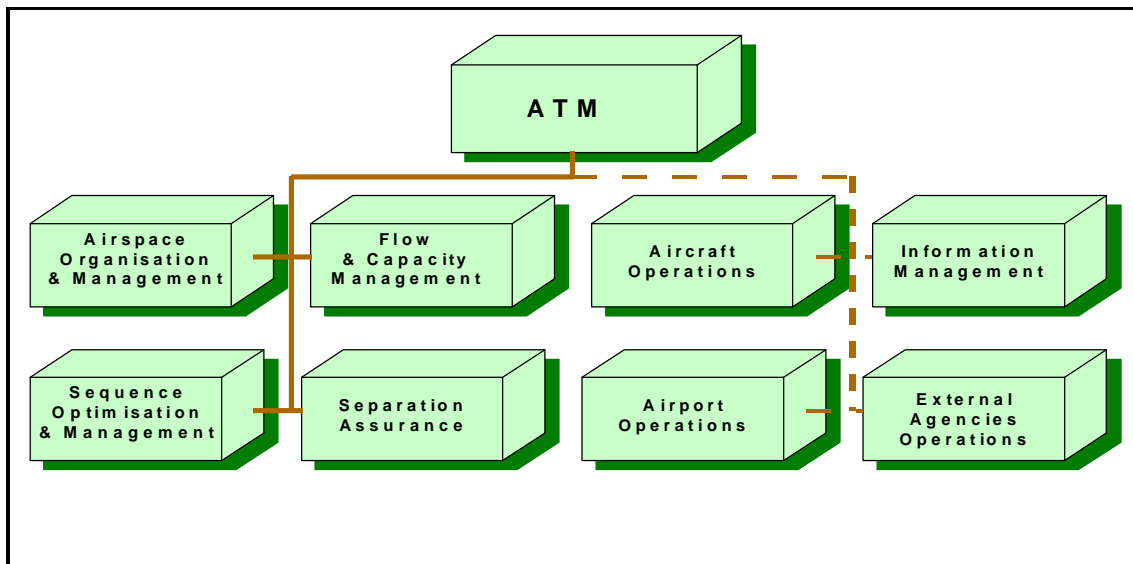 ATM
Airspace
Organisation
& Management
Flow
& Capacity
Management
Aircraft
Operations
Information
Management
Sequence
Optimisation
& Management
Separation
Assurance
Airport
Operations
External
Agencies
Operations